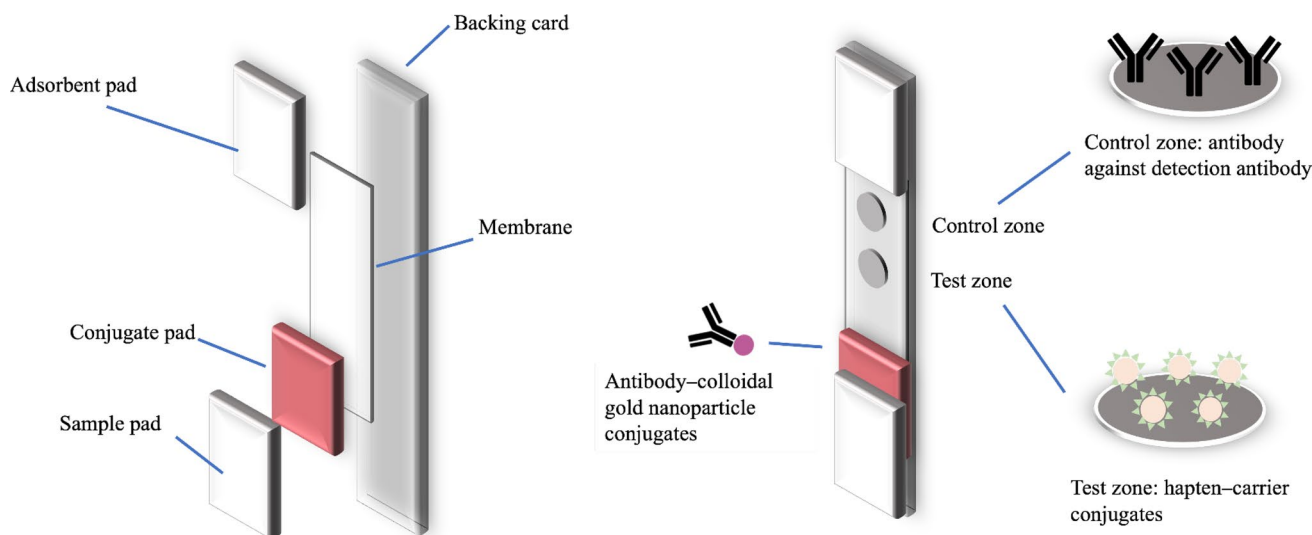 Backing card
Adsorbent pad
Membrane
Conjugate pad
Sample pad
Control zone: antibody
against detection antibody
Control zone
Test zone
Antibody–colloidal
gold nanoparticle
conjugates
Test zone: hapten–carrier
conjugates